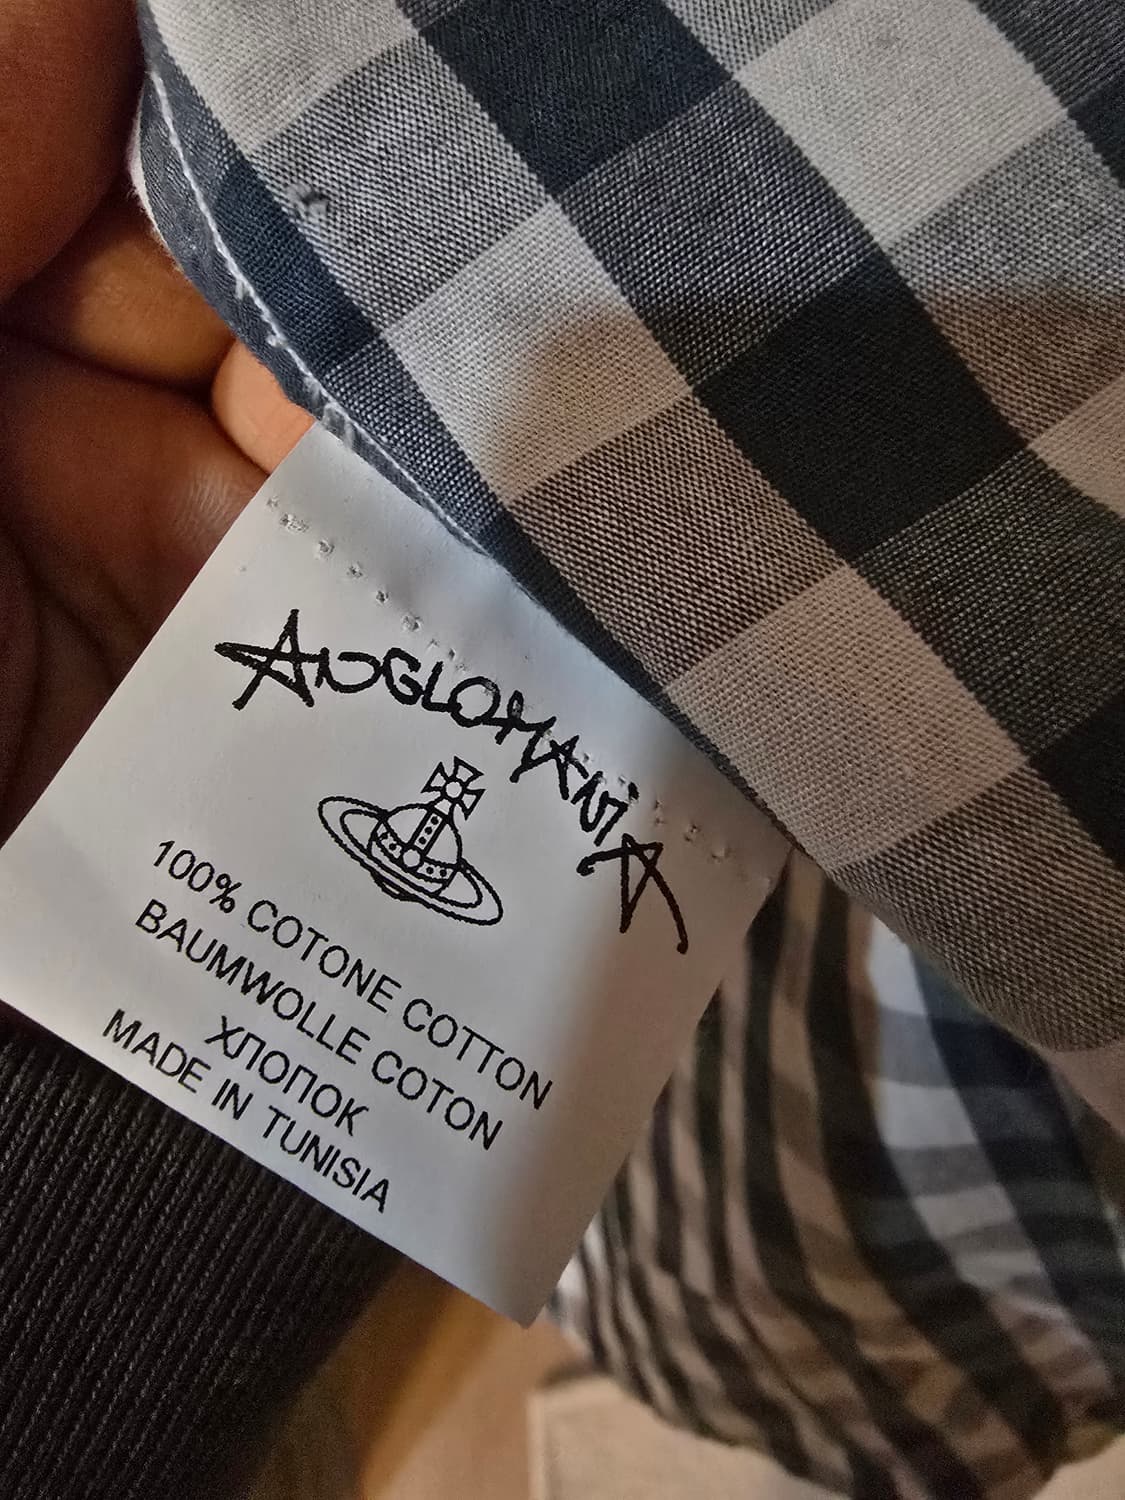 ANGLOMANiA
100% COTONE COTTON
BAUMWOLLE COTON
ХЛОПОК
MADE IN TUNISIA